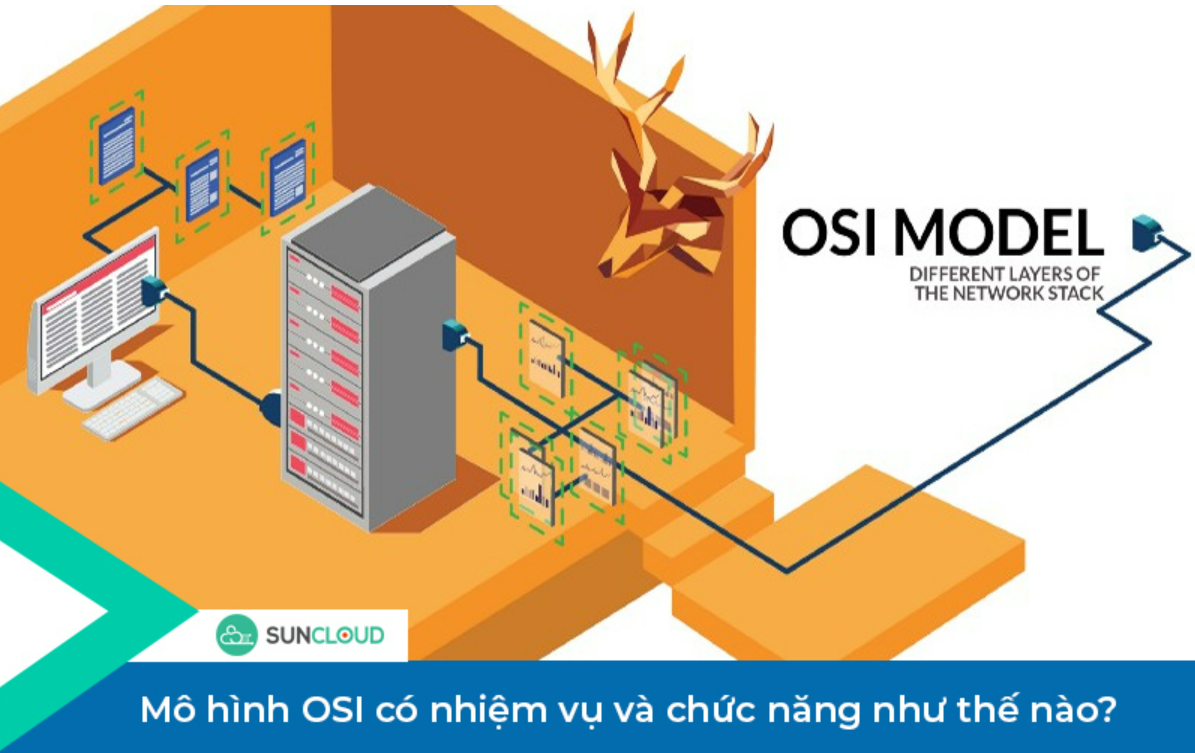 OSI MODEL
DIFFERENT LAYERS OF
THE NETWORK STACK
SUNCLOUD
Mô hình OSI có nhiệm vụ và chức năng như thế nào?